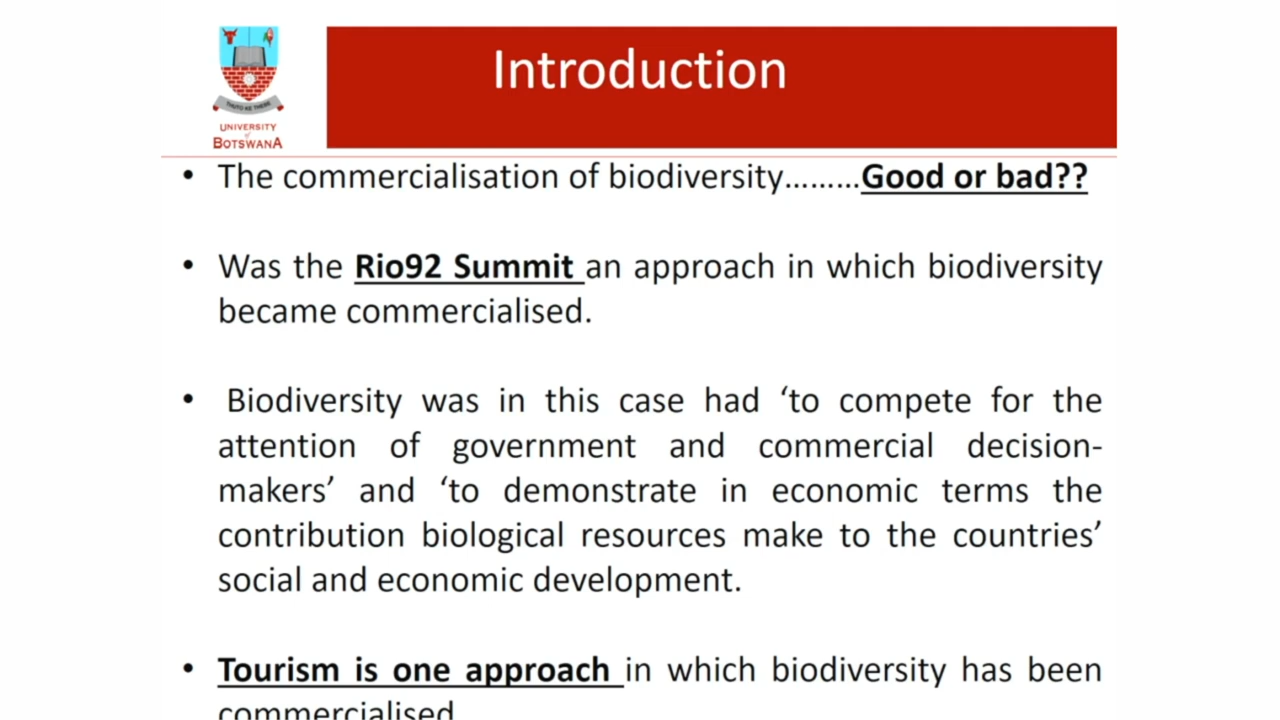 Introduction
THUTO KE THEBE
UNIVERSITY
of
BOTSWANA
• The commercialisation of biodiversity.........Good or bad??
• Was the Rio92 Summit an approach in which biodiversity
became commercialised.
• Biodiversity was in this case had ‘to compete for the
attention of government and commercial decision-
makers’ and ‘to demonstrate in economic terms the
contribution biological resources make to the countries’
social and economic development.
• Tourism is one approach in which biodiversity has been
commercialised